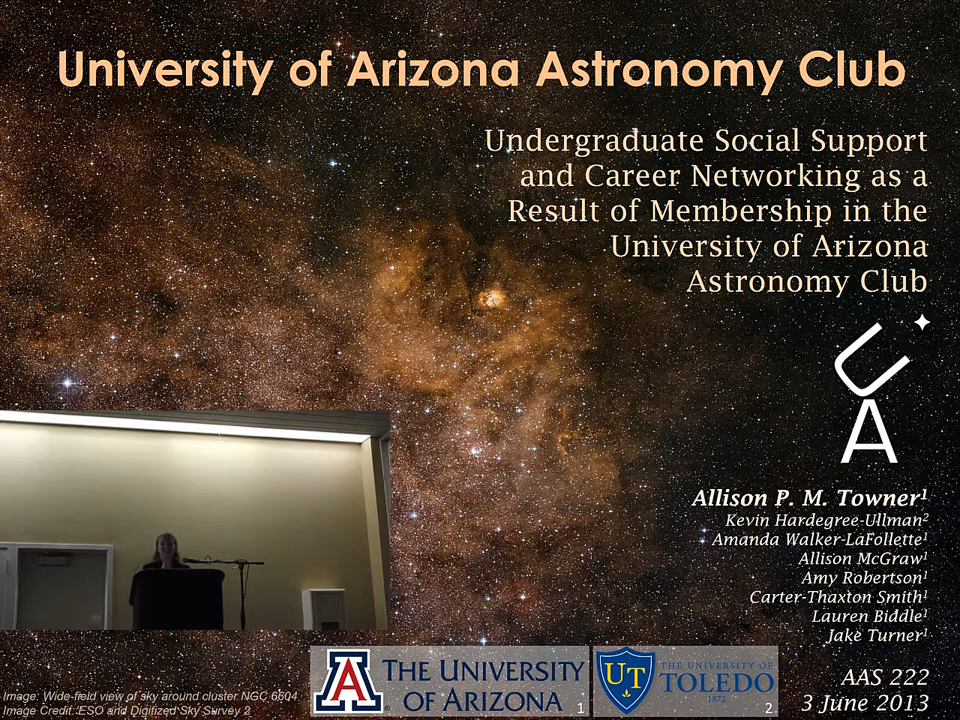 University of Arizona Astronomy Club
Undergraduate Social Support
and Career Networking as a
Result of Membership in the
University of Arizona
Astronomy Club
UA
Allison P. M. Towner¹
Kevin Hardegree-Ullman²
Amanda Walker-LaFollette¹
Allison McGraw¹
Amy Robertson¹
Carter-Thaxton Smith¹
Lauren Biddle¹
Jake Turner¹
AAS 222
3 June 2013
A
THE UNIVERSITY
OF ARIZONA
1
UT
THE UNIVERSITY OF
TOLEDO
1872
2
Image: Wide-field view of sky around cluster NGC 6604
Image Credit: ESO and Digitized Sky Survey 2